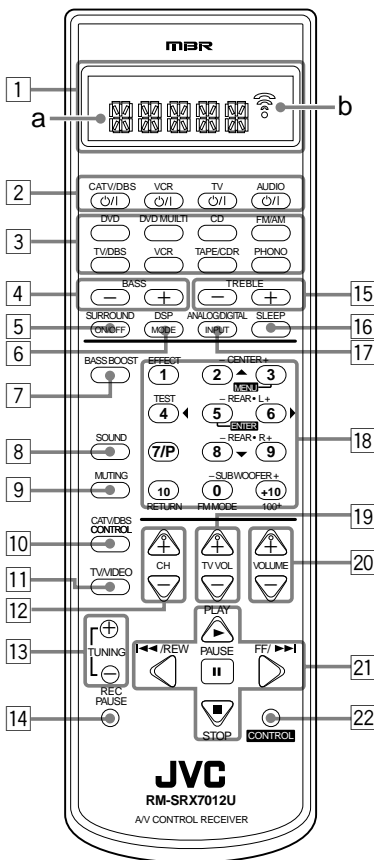 MBR
1
a
b
2
CATV/DBS VCR TV AUDIO
⏻/I ⏻/I ⏻/I ⏻/I
3
DVD DVD MULTI CD FM/AM
TV/DBS VCR TAPE/CDR PHONO
4
BASS TREBLE
– + – +
15
5
SURROUND DSP ANALOG/DIGITAL SLEEP
ON/OFF MODE INPUT
16
6
17
BASS BOOST EFFECT – CENTER +
7
1 2 3
MENU
TEST – REAR • L +
4 5 6
ENTER
18
8
SOUND – REAR • R +
7/P 8 9
9
MUTING – SUBWOOFER +
10 0 +10
RETURN FM MODE 100+
10
CATV/DBS
CONTROL
19
+ + +
11
TV/VIDEO
CH TV VOL VOLUME
20
12
– – –
13
+
TUNING
–
PLAY
/REW PAUSE FF/
21
REC
PAUSE
14
STOP
CONTROL
22
JVC
RM-SRX7012U
A/V CONTROL RECEIVER